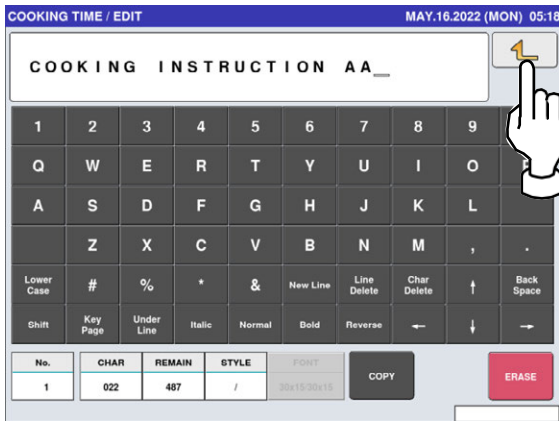 COOKING TIME / EDIT MAY.16.2022 (MON) 05:18
COOKING INSTRUCTION AA_
1 2 3 4 5 6 7 8 9
Q W E R T Y U I O
A S D F G H J K L
Z X C V B N M , .
Lower Case # % * & New Line Line Delete Char Delete ↑ Back Space
Shift Key Page Under Line Italic Normal Bold Reverse ← ↓ →
No. CHAR REMAIN STYLE FONT
1 022 487 / 30x15/30x15
COPY
ERASE